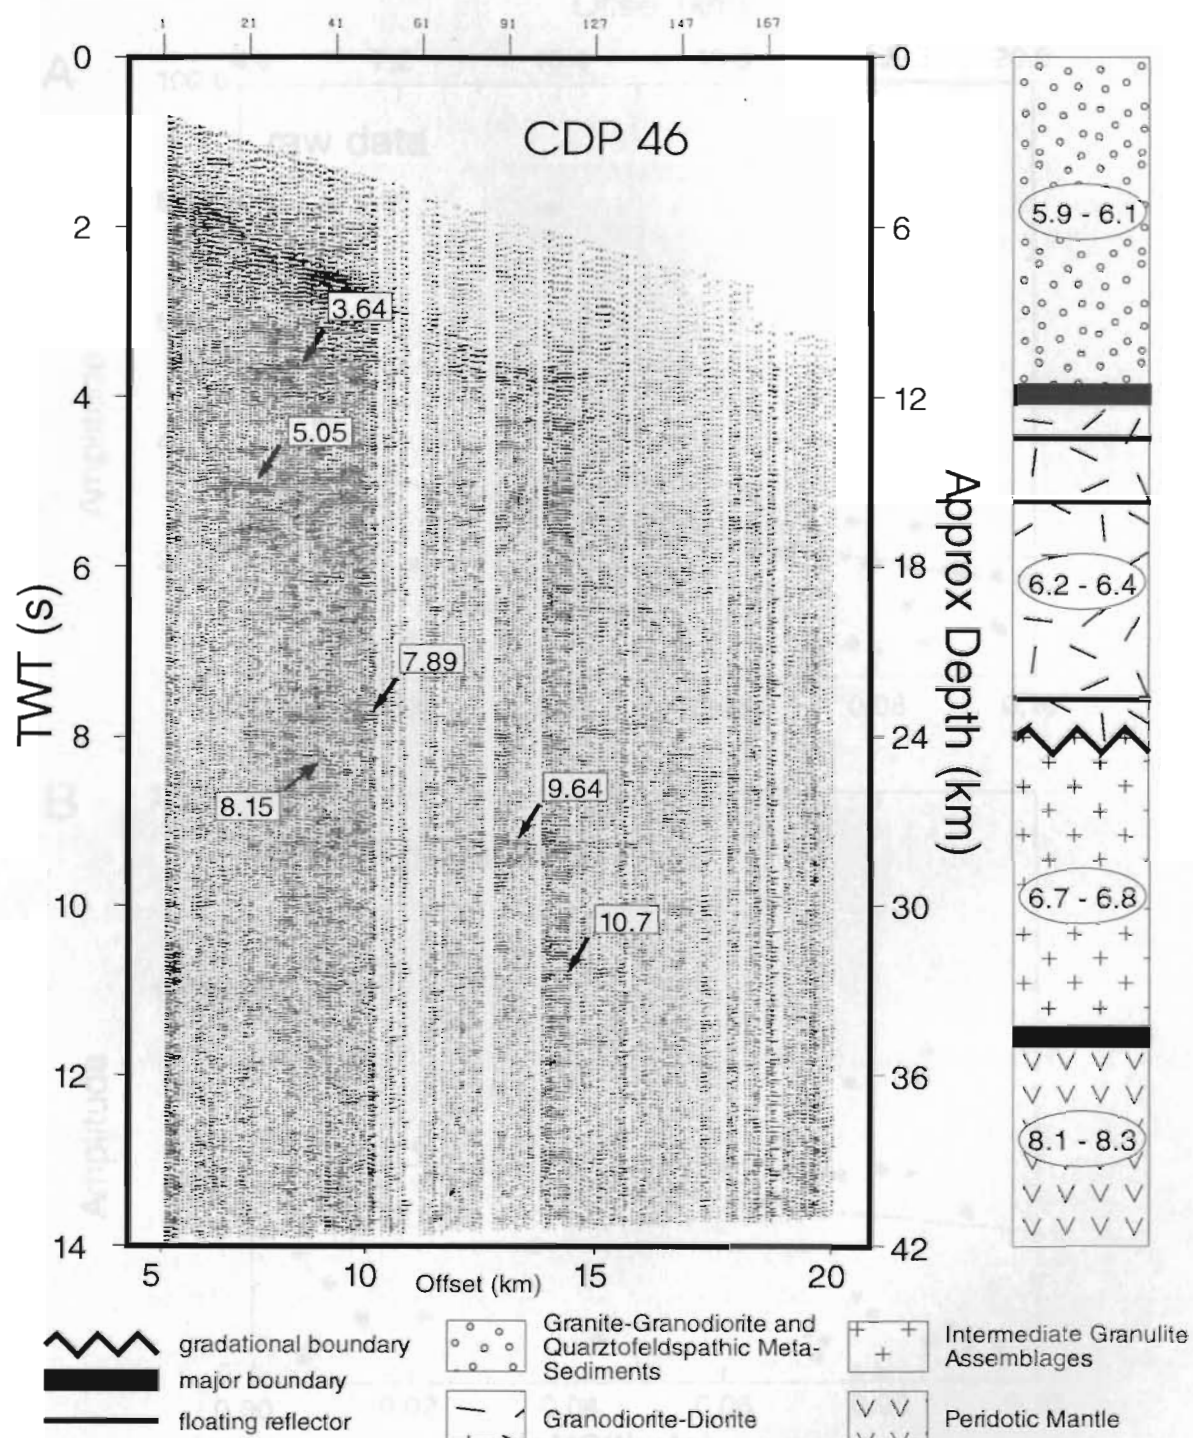 1 21 41 61 91 127 147 167
0 0
CDP 46
5.9 - 6.1
2 6
3.64
4 12
5.05
6 18
6.2 - 6.4
TWT (s)
Approx Depth (km)
7.89
8 24
8.15
9.64
6.7 - 6.8
10 30
10.7
12 36
8.1 - 8.3
14 42
5 10 15 20
Offset (km)
gradational boundary
major boundary
floating reflector
Granite-Granodiorite and
Quarztofeldspathic Meta-
Sediments
Granodiorite-Diorite
Intermediate Granulite
Assemblages
Peridotic Mantle
A
raw data
Amplitude
B
Amplitude